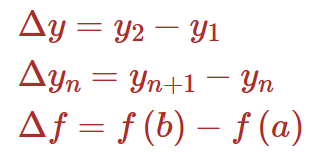 Δy = y₂ − y₁
Δyₙ = yₙ₊₁ − yₙ
Δf = f (b) − f (a)